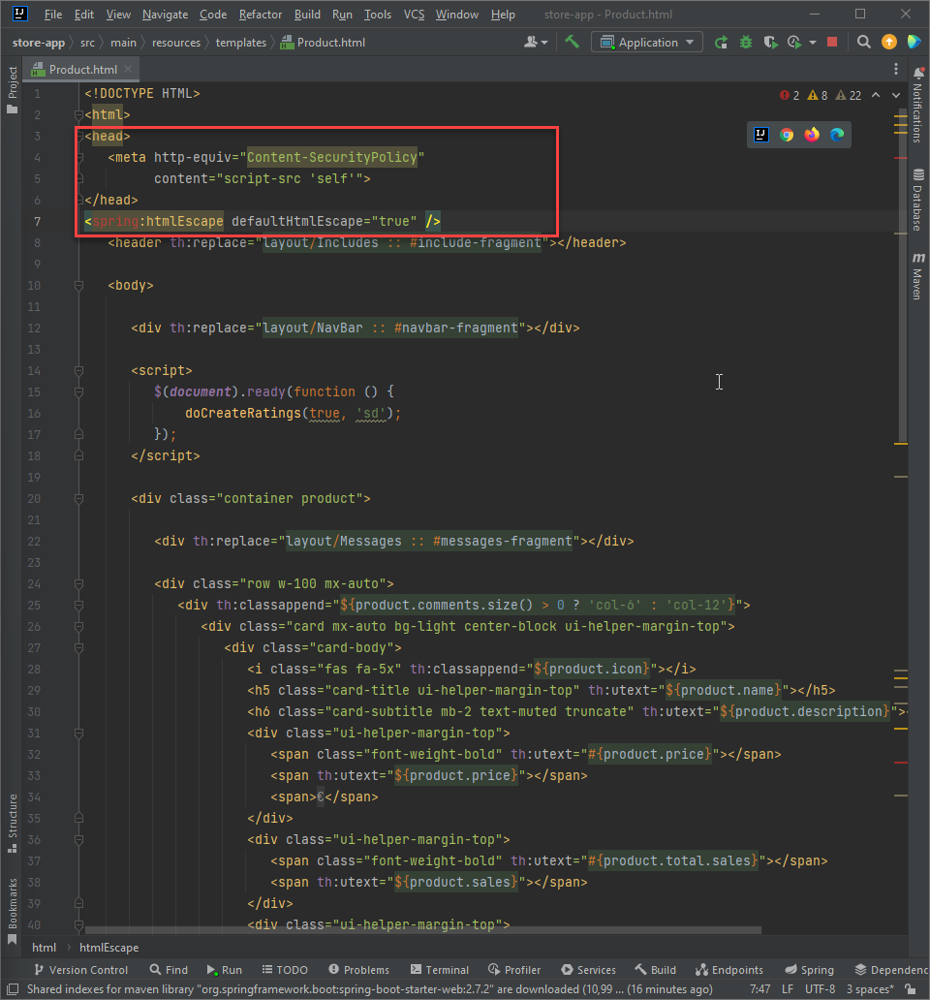 File Edit View Navigate Code Refactor Build Run Tools VCS Window Help store-app - Product.html
store-app src main resources templates Product.html Application
Product.html
Project
Notifications
Database
Maven
2 8 22
1 <!DOCTYPE HTML>
2 <html>
3 <head>
4 <meta http-equiv="Content-SecurityPolicy"
5 content="script-src 'self'">
6 </head>
7 <spring:htmlEscape defaultHtmlEscape="true" />
8 <header th:replace="layout/Includes :: #include-fragment"></header>
9
10 <body>
11
12 <div th:replace="layout/NavBar :: #navbar-fragment"></div>
13
14 <script>
15 $(document).ready(function () {
16 doCreateRatings(true, 'sd');
17 });
18 </script>
19
20 <div class="container product">
21
22 <div th:replace="layout/Messages :: #messages-fragment"></div>
23
24 <div class="row w-100 mx-auto">
25 <div th:classappend="${product.comments.size() > 0 ? 'col-6' : 'col-12'}">
26 <div class="card mx-auto bg-light center-block ui-helper-margin-top">
27 <div class="card-body">
28 <i class="fas fa-5x" th:classappend="${product.icon}"></i>
29 <h5 class="card-title ui-helper-margin-top" th:utext="${product.name}"></h5>
30 <h6 class="card-subtitle mb-2 text-muted truncate" th:utext="${product.description}"><
31 <div class="ui-helper-margin-top">
32 <span class="font-weight-bold" th:utext="#{product.price}"></span>
33 <span th:utext="${product.price}"></span>
34 <span>€</span>
35 </div>
36 <div class="ui-helper-margin-top">
37 <span class="font-weight-bold" th:utext="#{product.total.sales}"></span>
38 <span th:utext="${product.sales}"></span>
39 </div>
40 <div class="ui-helper-margin-top">
Structure
Bookmarks
html htmlEscape
Version Control Find Run TODO Problems Terminal Profiler Services Build Endpoints Spring Dependenc
Shared indexes for maven library "org.springframework.boot:spring-boot-starter-web:2.7.2" are downloaded (10,99 ... (16 minutes ago) 7:47 LF UTF-8 3 spaces*